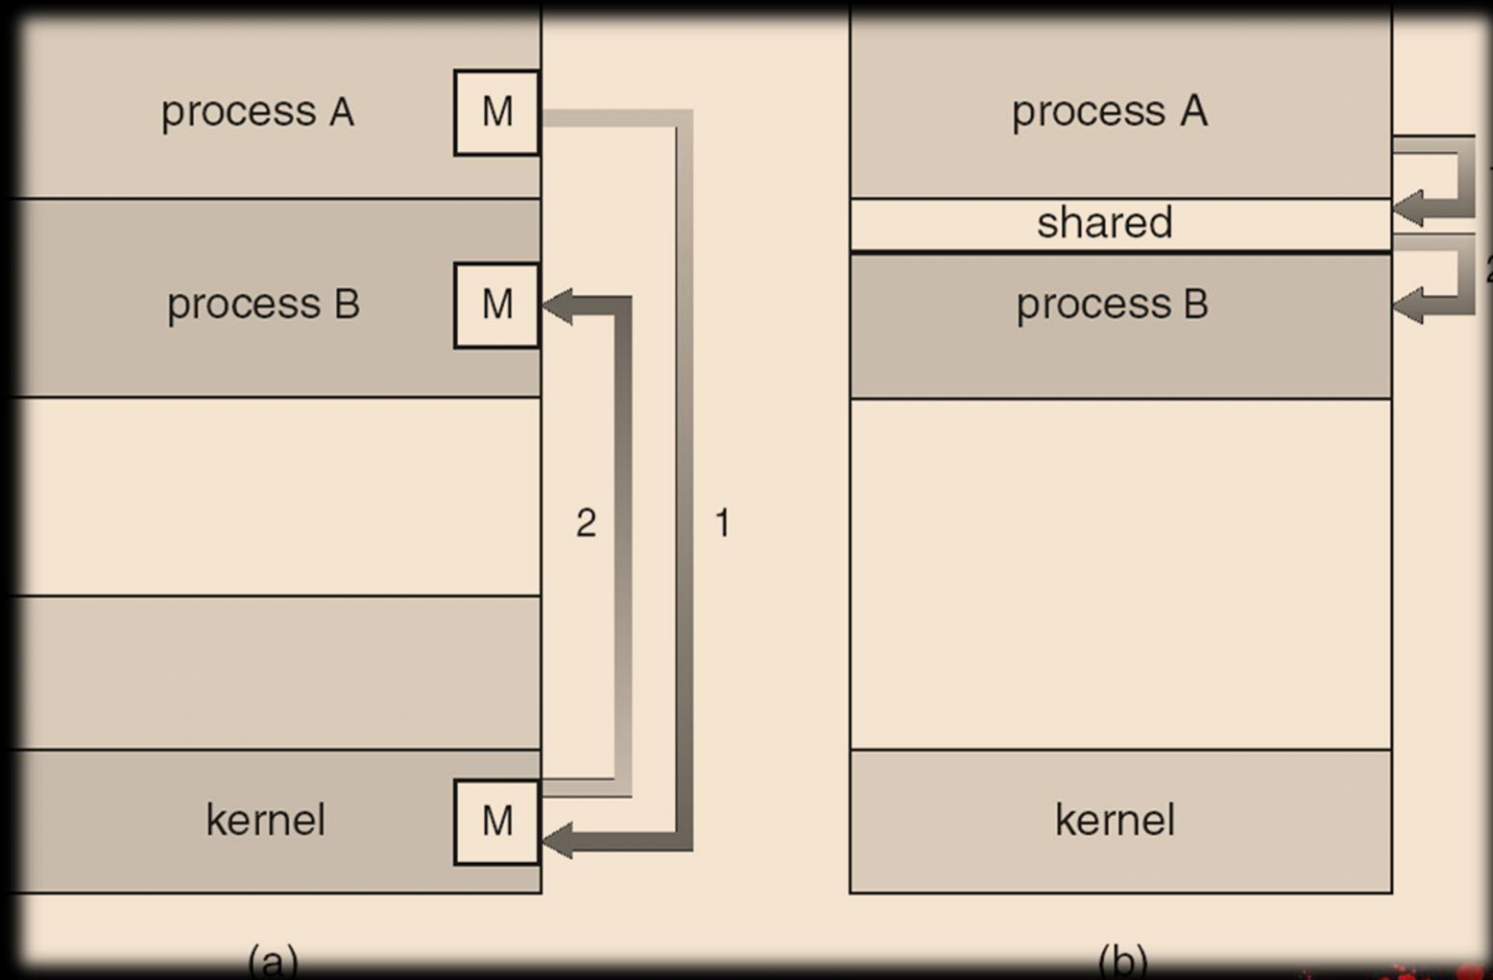 process A
M
process B
M
2
1
kernel
M
(a)
process A
shared
process B
kernel
(b)